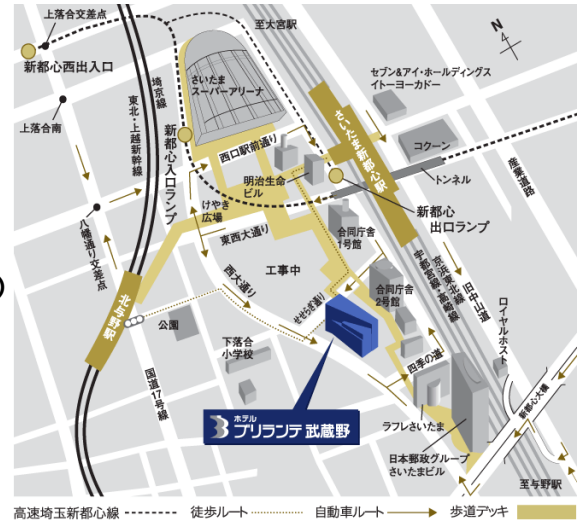 上落合交差点
至大宮駅
N
4
新都心西出入口
埼京線
さいたま
スーパーアリーナ
セブン&アイ・ホールディングス
イトーヨーカドー
上落合南
東北・上越新幹線
新都心入口ランプ
西口駅前通り
さいたま新都心駅
コクーン
明治生命
ビル
トンネル
産業道路
けやき
広場
新都心
出口ランプ
八幡通り交差点
東西大通り
合同庁舎
1号館
工事中
西大通り
せせらぎ通り
合同庁舎
2号館
宇都宮線・高崎線
京浜東北線
旧中山道
北与野駅
公園
ロイヤルホスト
下落合
小学校
四季の道
国道17号線
新都心大橋
ホテル
ブリランテ 武蔵野
ラフレさいたま
日本郵政グループ
さいたまビル
至与野駅
高速埼玉新都心線 徒歩ルート 自動車ルート 歩道デッキ